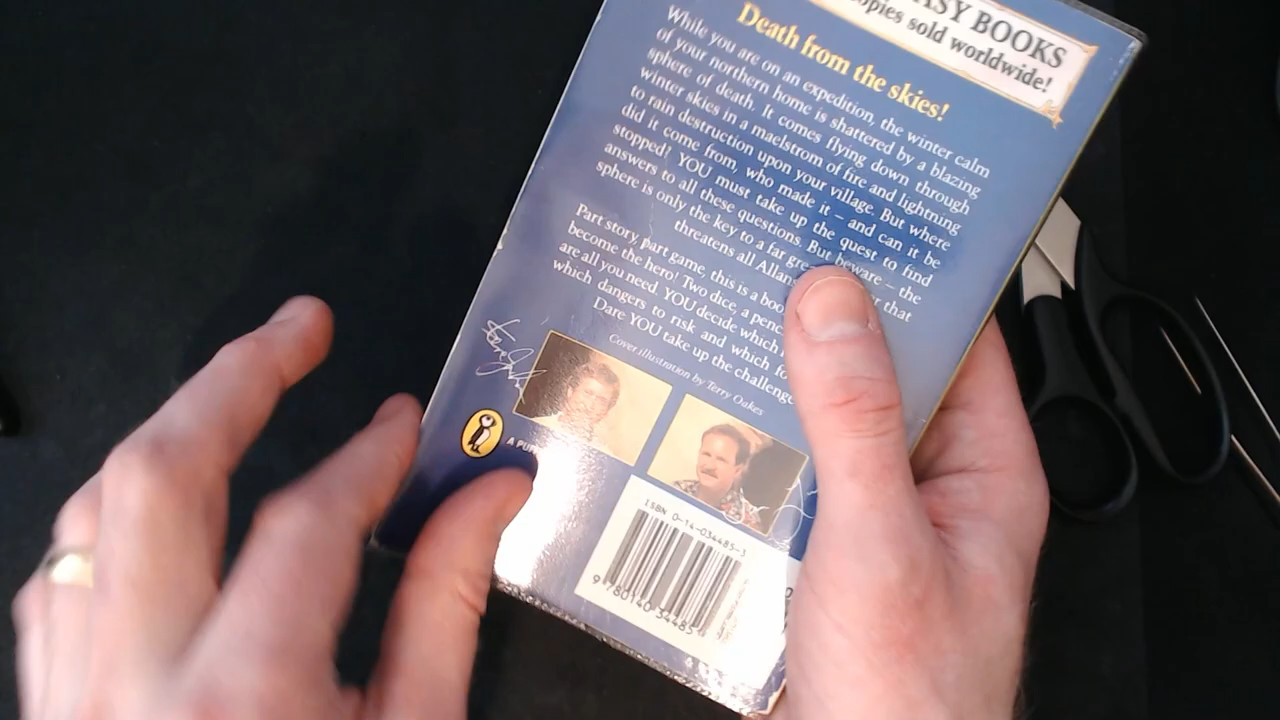 ASY BOOKS
copies sold worldwide!
Death from the skies!
While you are on an expedition, the winter calm
of your northern home is shattered by a blazing
sphere of death. It comes flying down through
winter skies in a maelstrom of fire and lightning
to rain destruction upon your village. But where
did it come from, who made it – and can it be
stopped? YOU must take up the quest to find
answers to all these questions. But beware – the
sphere is only the key to a far that
threatens all
Part story, part game, this is a
become the hero! Two dice, a
are all you need. YOU decide which
which dangers to risk and which
Dare YOU take up the challenge
Cover illustration by Terry Oakes
A
ISBN 0-14-034485-3
9 780140 34485